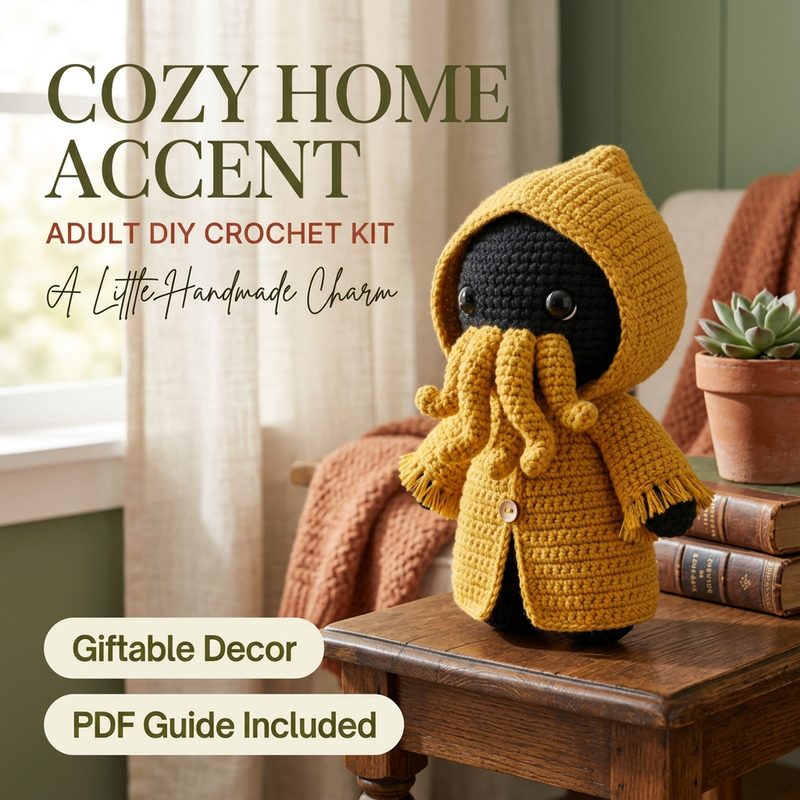 COZY HOME
ACCENT
ADULT DIY CROCHET KIT
A Little Handmade Charm
Giftable Decor
PDF Guide Included